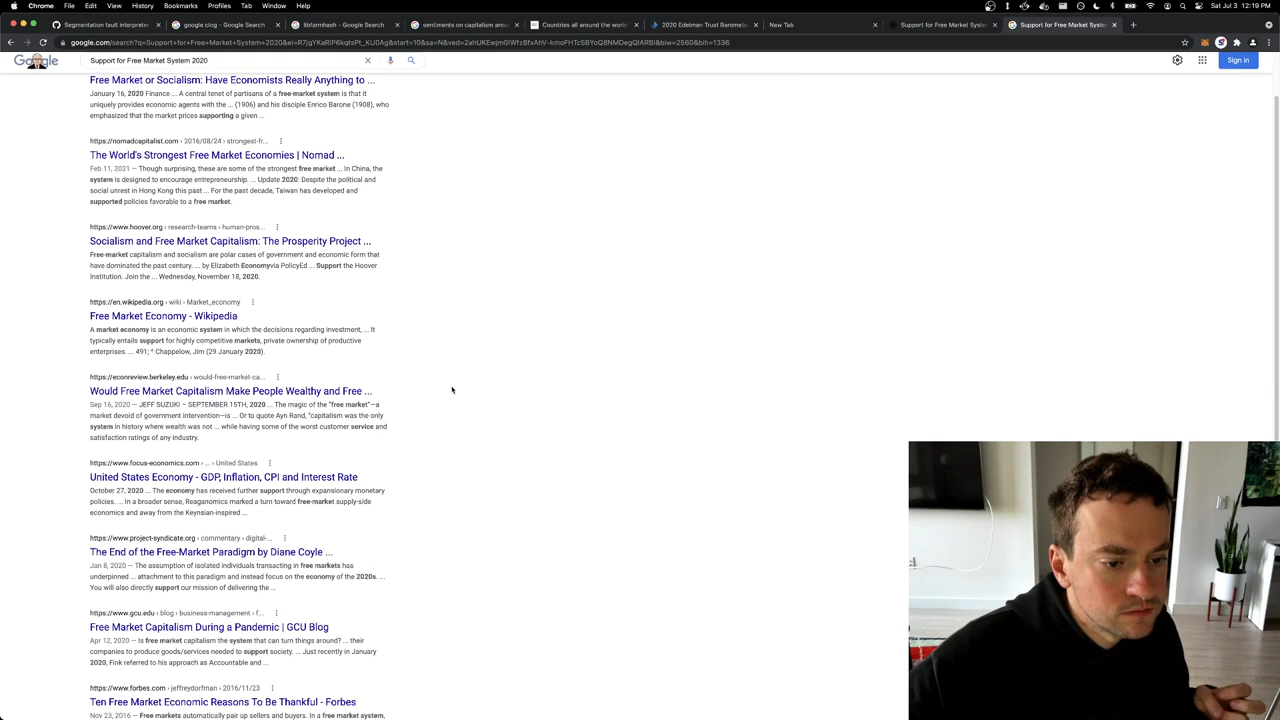 Chrome File Edit View History Bookmarks Profiles Tab Window Help
Sat Jul 3 12:19 PM
Segmentation fault interpreter
google clog - Google Search
libfarmhash - Google Search
sentiments on capitalism arou
Countries all around the world
2020 Edelman Trust Baromete
New Tab
Support for Free Market Syste
Support for Free Market Syste
google.com/search?q=Support+for+Free+Market+System+2020&ei=
Google
Support for Free Market System 2020
Sign in
Free Market or Socialism: Have Economists Really Anything to ...
January 16, 2020 Finance ... A central tenet of partisans of a free-market system is that it
uniquely provides economic agents with the ... (1906) and his disciple Enrico Barone (1908), who
emphasized that the market prices supporting a given ...
https://nomadcapitalist.com › 2016/08/24 › strongest-fr...
The World's Strongest Free Market Economies | Nomad ...
Feb 11, 2021 — Though surprising, these are some of the strongest free market ... In China, the
system is designed to encourage entrepreneurship. ... Update 2020: Despite the political and
social unrest in Hong Kong this past ... For the past decade, Taiwan has developed and
supported policies favorable to a free market.
https://www.hoover.org › research-teams › human-pros...
Socialism and Free Market Capitalism: The Prosperity Project ...
Free-market capitalism and socialism are polar cases of government and economic form that
have dominated the past century. ... by Elizabeth Economyvia PolicyEd ... Support the Hoover
Institution. Join the ... Wednesday, November 18, 2020.
https://en.wikipedia.org › wiki › Market_economy
Free Market Economy - Wikipedia
A market economy is an economic system in which the decisions regarding investment, ... It
typically entails support for highly competitive markets, private ownership of productive
enterprises. ... 491; ^ Chappelow, Jim (29 January 2020).
https://econreview.berkeley.edu › would-free-market-ca...
Would Free Market Capitalism Make People Wealthy and Free ...
Sep 16, 2020 — JEFF SUZUKI – SEPTEMBER 15TH, 2020 ... The magic of the "free market"—a
market devoid of government intervention—is ... Or to quote Ayn Rand, "capitalism was the only
system in history where wealth was not ... while having some of the worst customer service and
satisfaction ratings of any industry.
https://www.focus-economics.com › ... › United States
United States Economy - GDP, Inflation, CPI and Interest Rate
October 27, 2020 ... The economy has received further support through expansionary monetary
policies. ... In a broader sense, Reaganomics marked a turn toward free-market supply-side
economics and away from the Keynsian-inspired ...
https://www.project-syndicate.org › commentary › digital-...
The End of the Free-Market Paradigm by Diane Coyle ...
Jan 8, 2020 — The assumption of isolated individuals transacting in free markets has
underpinned ... attachment to this paradigm and instead focus on the economy of the 2020s. ...
You will also directly support our mission of delivering the ...
https://www.gcu.edu › blog › business-management › f...
Free Market Capitalism During a Pandemic | GCU Blog
Apr 12, 2020 — Is free market capitalism the system that can turn things around? ... their
companies to produce goods/services needed to support society. ... Just recently in January
2020, Fink referred to his approach as Accountable and ...
https://www.forbes.com › jeffreydorfman › 2016/11/23
Ten Free Market Economic Reasons To Be Thankful - Forbes
Nov 23, 2016 — Free markets automatically pair up sellers and buyers. In a free market system,